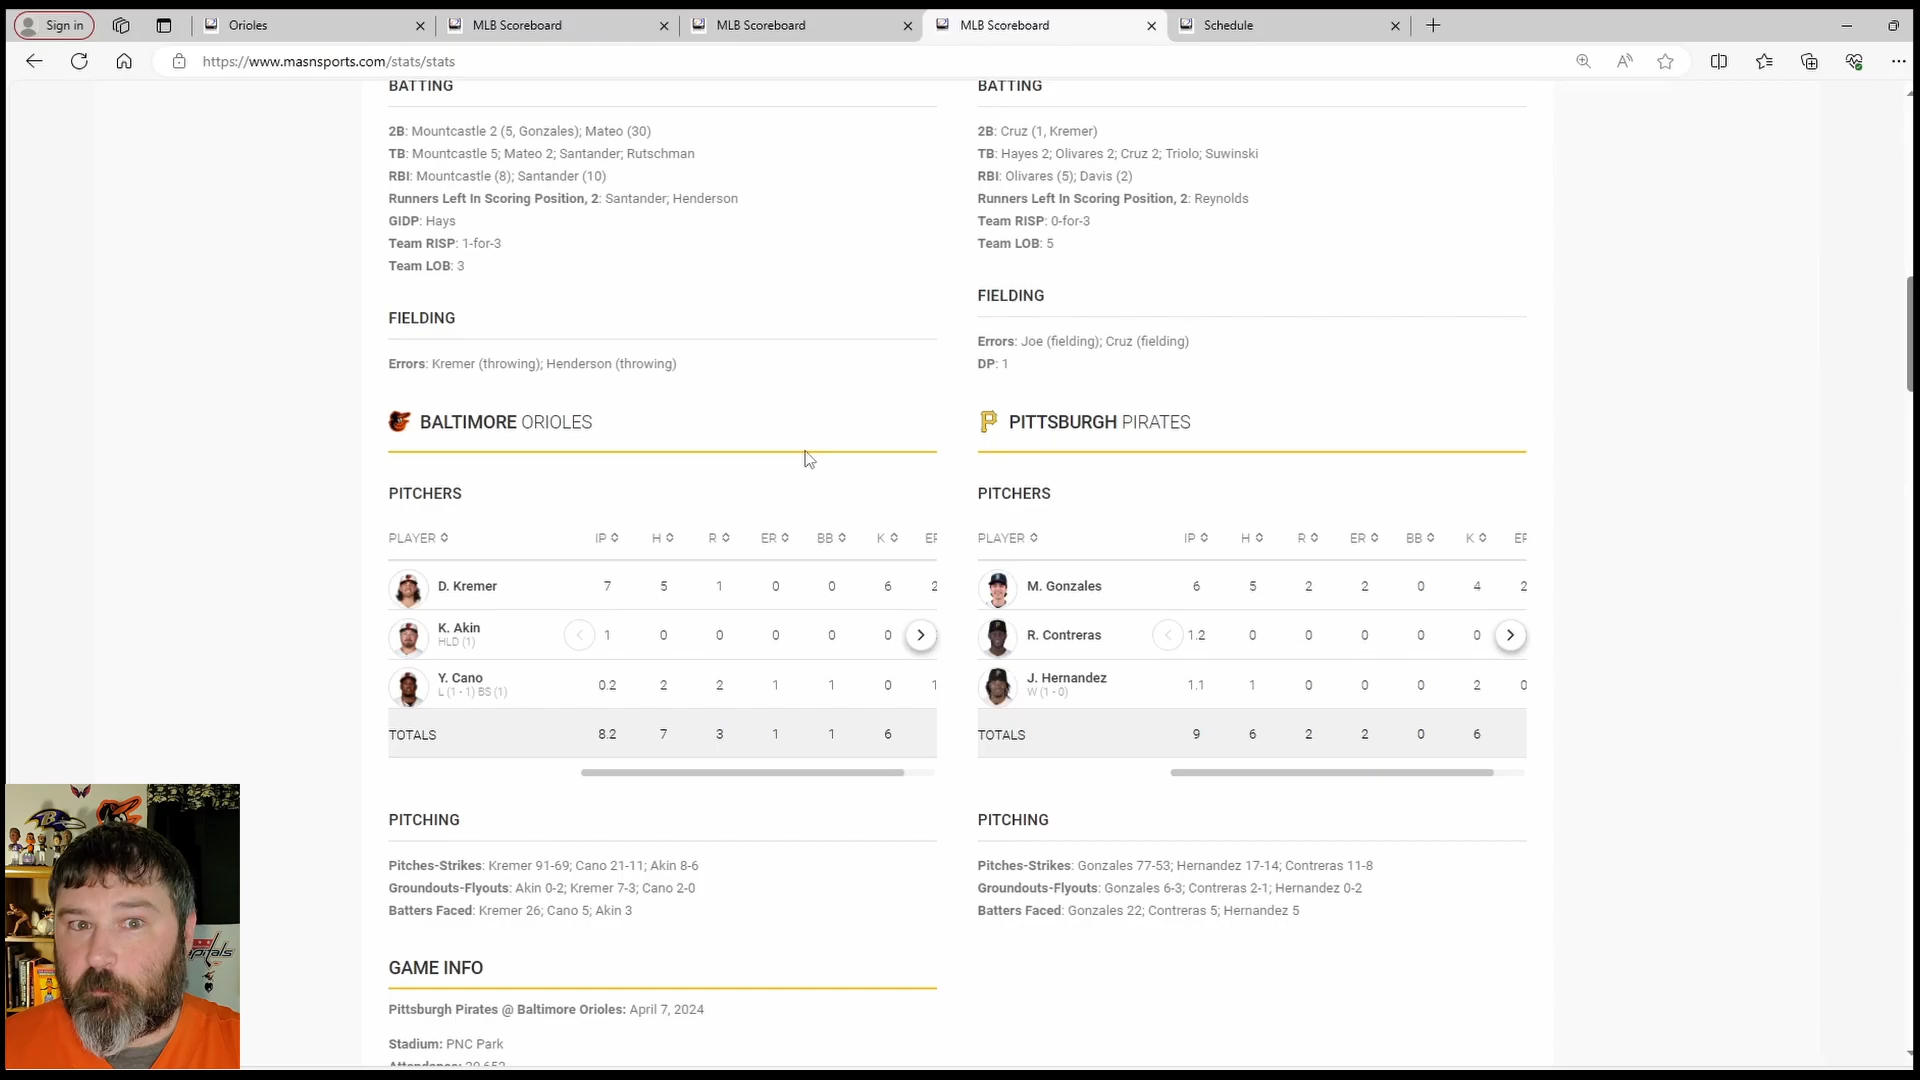 Sign in
Orioles
MLB Scoreboard
MLB Scoreboard
MLB Scoreboard
Schedule
https://www.masnsports.com/stats/stats
BATTING
2B: Mountcastle 2 (5, Gonzales); Mateo (30)
TB: Mountcastle 5; Mateo 2; Santander; Rutschman
RBI: Mountcastle (8); Santander (10)
Runners Left In Scoring Position, 2: Santander; Henderson
GIDP: Hays
Team RISP: 1-for-3
Team LOB: 3
FIELDING
Errors: Kremer (throwing); Henderson (throwing)
BATTING
2B: Cruz (1, Kremer)
TB: Hayes 2; Olivares 2; Cruz 2; Triolo; Suwinski
RBI: Olivares (5); Davis (2)
Runners Left In Scoring Position, 2: Reynolds
Team RISP: 0-for-3
Team LOB: 5
FIELDING
Errors: Joe (fielding); Cruz (fielding)
DP: 1
BALTIMORE ORIOLES
PITCHERS
PLAYER IP H R ER BB K
D. Kremer 7 5 1 0 0 6 2
K. Akin 1 0 0 0 0 0
HLD (1)
Y. Cano 0.2 2 2 1 1 0 1
L (1 - 1) BS (1)
TOTALS 8.2 7 3 1 1 6
PITTSBURGH PIRATES
PITCHERS
PLAYER IP H R ER BB K
M. Gonzales 6 5 2 2 0 4 2
R. Contreras 1.2 0 0 0 0 0
J. Hernandez 1.1 1 0 0 0 2 0
W (1 - 0)
TOTALS 9 6 2 2 0 6
PITCHING
Pitches-Strikes: Kremer 91-69; Cano 21-11; Akin 8-6
Groundouts-Flyouts: Akin 0-2; Kremer 7-3; Cano 2-0
Batters Faced: Kremer 26; Cano 5; Akin 3
PITCHING
Pitches-Strikes: Gonzales 77-53; Hernandez 17-14; Contreras 11-8
Groundouts-Flyouts: Gonzales 6-3; Contreras 2-1; Hernandez 0-2
Batters Faced: Gonzales 22; Contreras 5; Hernandez 5
GAME INFO
Pittsburgh Pirates @ Baltimore Orioles: April 7, 2024
Stadium: PNC Park